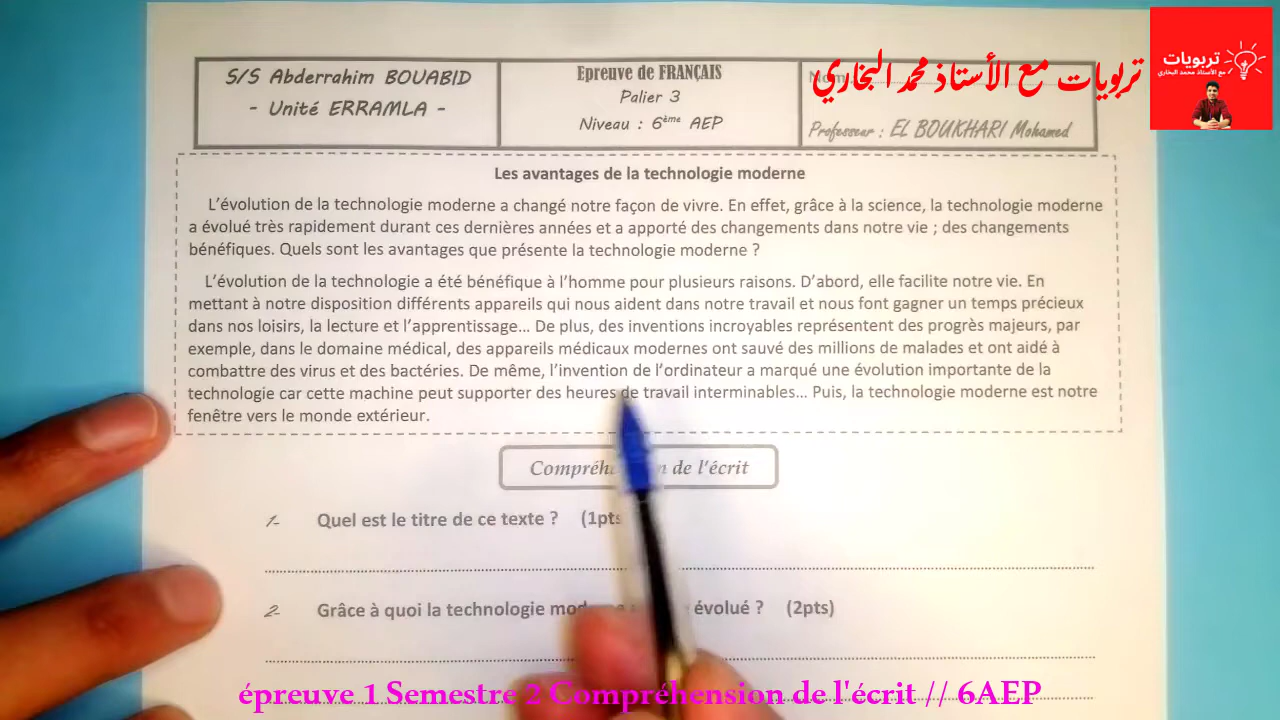 S/S Abderrahim BOUABID
- Unité ERRAMLA -
Epreuve de FRANÇAIS
Palier 3
Niveau : 6ème AEP
Professeur : EL BOUKHARI Mohamed
تربويات مع الأستاذ محمد البخاري
تربويات
مع الأستاذ محمد البخاري
Les avantages de la technologie moderne
L'évolution de la technologie moderne a changé notre façon de vivre. En effet, grâce à la science, la technologie moderne
a évolué très rapidement durant ces dernières années et a apporté des changements dans notre vie ; des changements
bénéfiques. Quels sont les avantages que présente la technologie moderne ?
L'évolution de la technologie a été bénéfique à l'homme pour plusieurs raisons. D'abord, elle facilite notre vie. En
mettant à notre disposition différents appareils qui nous aident dans notre travail et nous font gagner un temps précieux
dans nos loisirs, la lecture et l'apprentissage... De plus, des inventions incroyables représentent des progrès majeurs, par
exemple, dans le domaine médical, des appareils médicaux modernes ont sauvé des millions de malades et ont aidé à
combattre des virus et des bactéries. De même, l'invention de l'ordinateur a marqué une évolution importante de la
technologie car cette machine peut supporter des heures de travail interminables... Puis, la technologie moderne est notre
fenêtre vers le monde extérieur.
de l'écrit
1- Quel est le titre de ce texte ? (1pts
2- Grâce à quoi la technologie évolué ? (2pts)
épreuve 1 Semestre 2 Compréhension de l'écrit // 6AEP